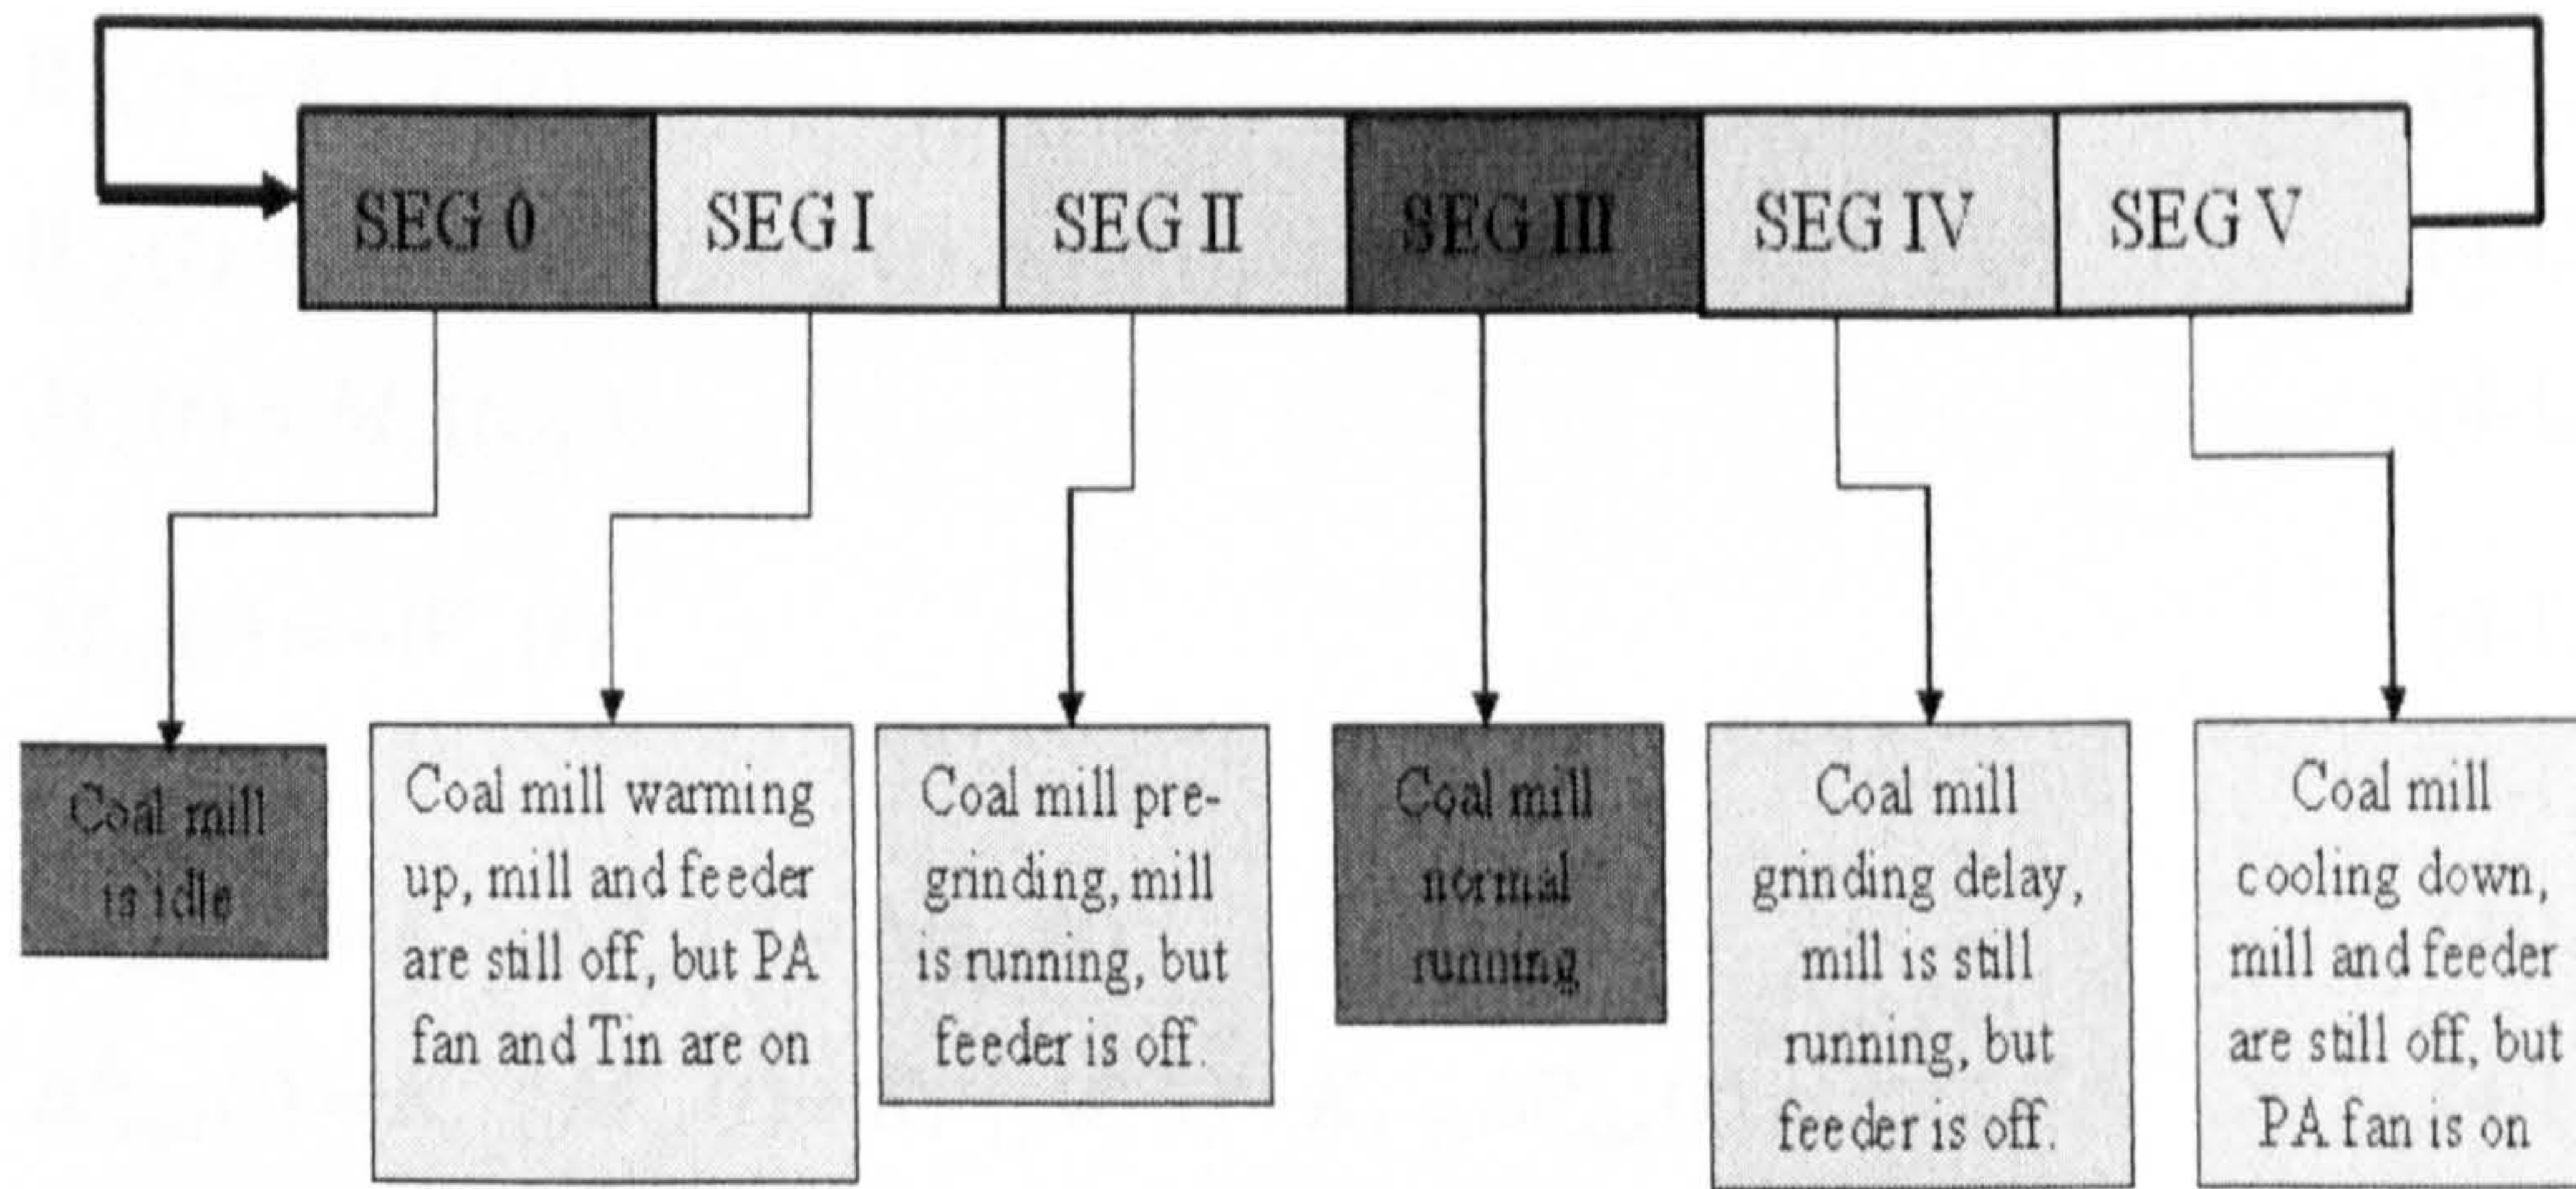 SEG 0
SEG I
SEG II
SEG III
SEG IV
SEG V
Coal mill
is idle
Coal mill warming
up, mill and feeder
are still off, but PA
fan and Tin are on
Coal mill pre-
grinding, mill
is running, but
feeder is off.
Coal mill
normal
running
Coal mill
grinding delay,
mill is still
running, but
feeder is off.
Coal mill
cooling down,
mill and feeder
are still off, but
PA fan is on